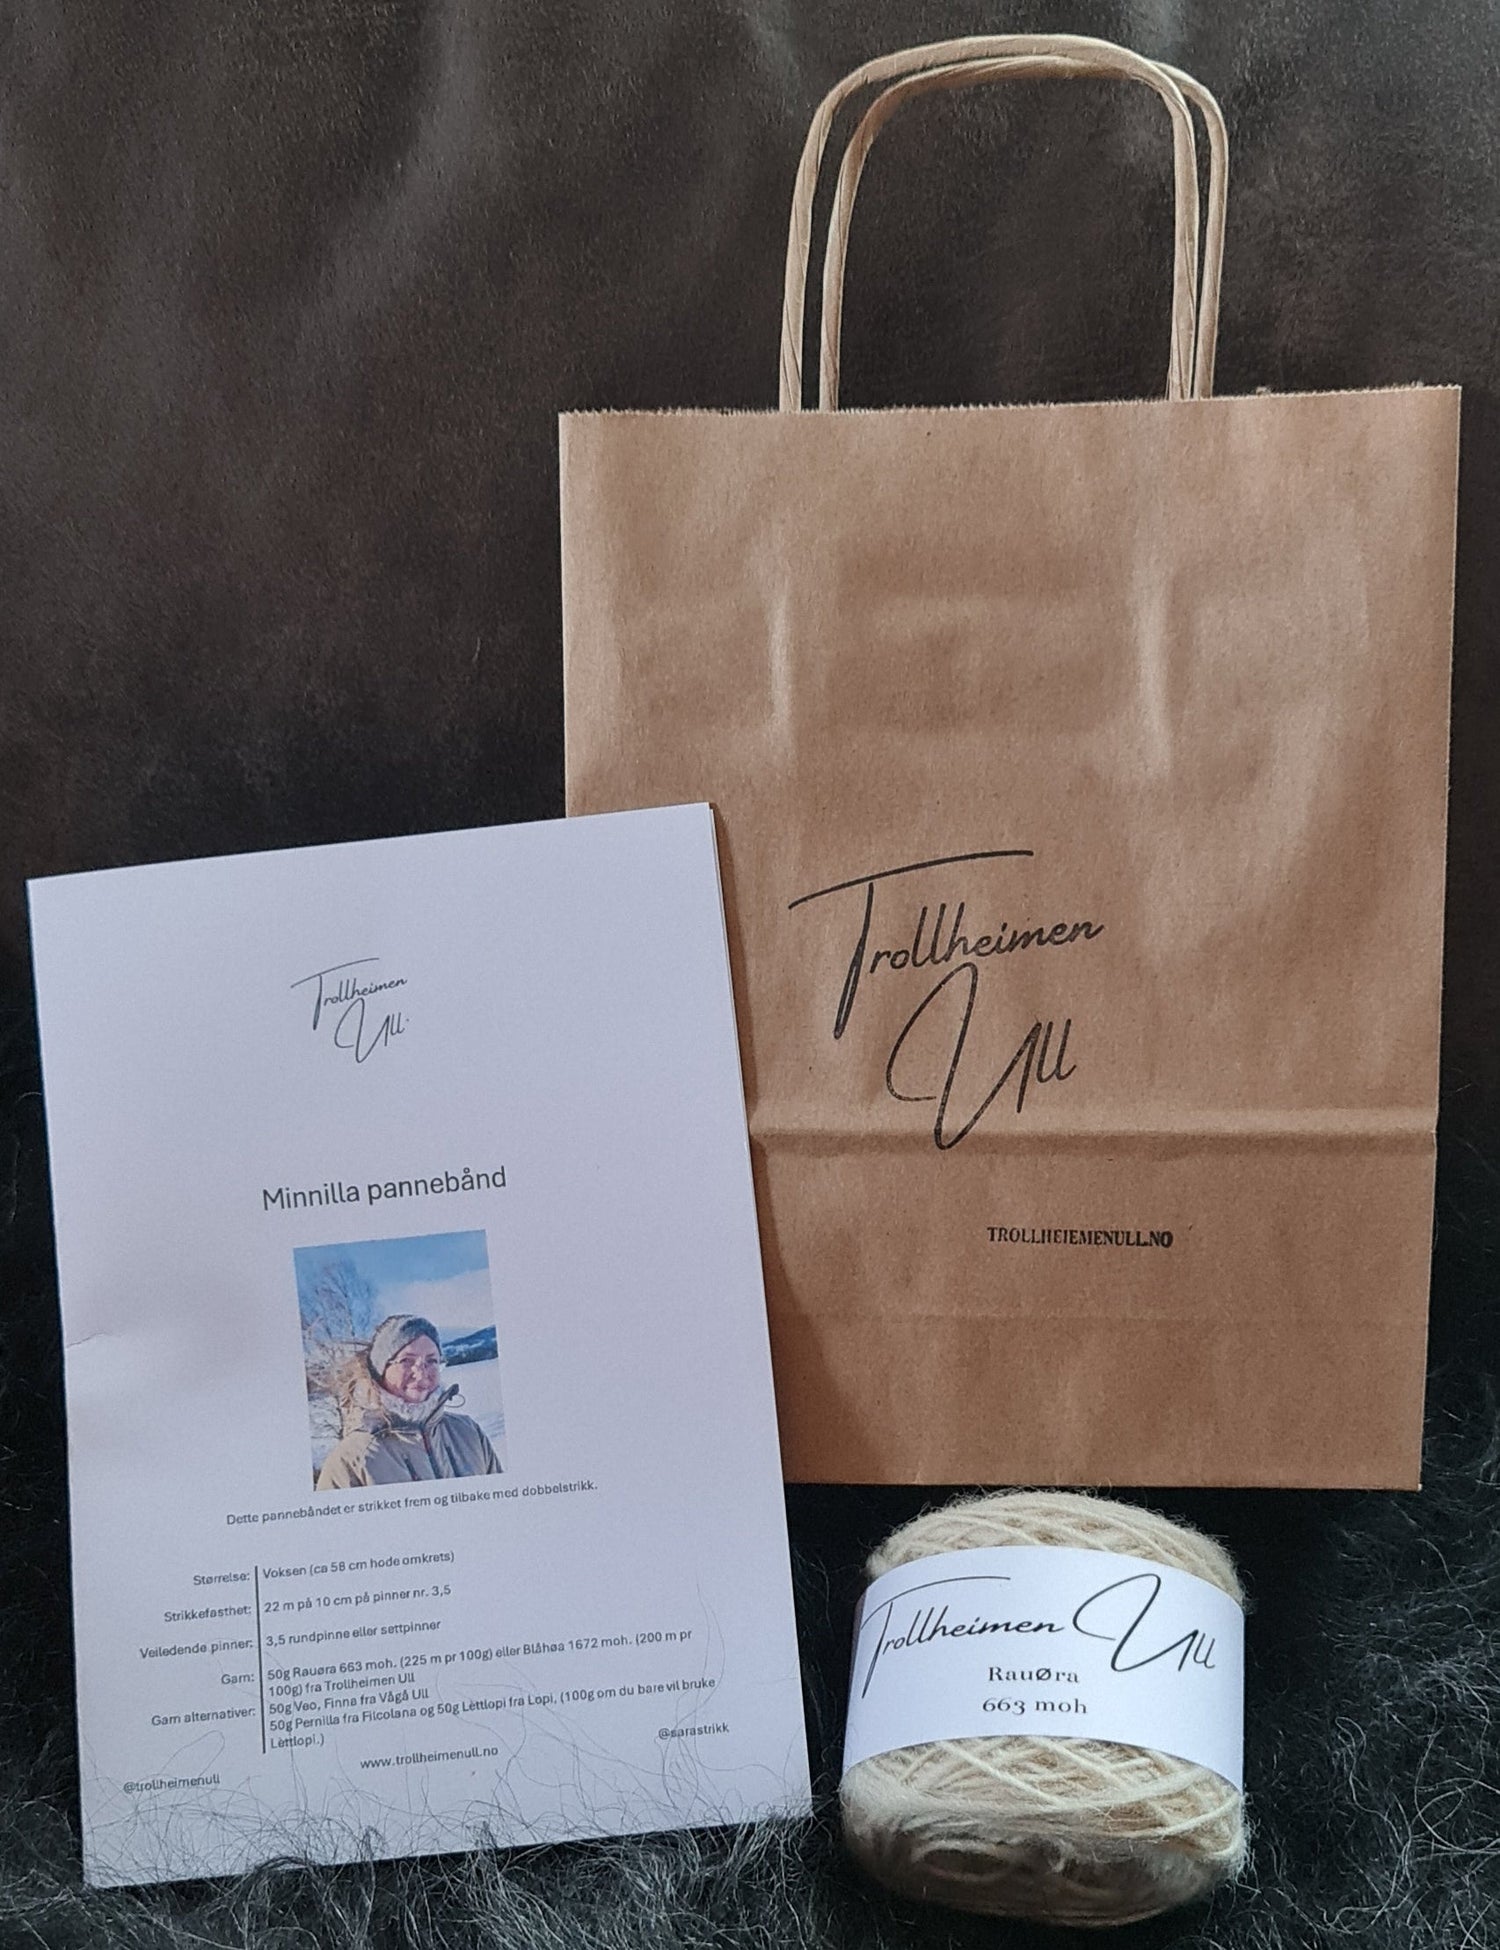 Trollheimen
Ull
TROLLHEIEMENULL.NO
Trollheimen
Ull
Minnilla pannebånd
Dette pannebåndet er strikket frem og tilbake med dobbelstrikk.
Størrelse: Voksen (ca 58 cm hode omkrets)
Strikkefasthet: 22 m på 10 cm på pinner nr. 3,5
Veiledende pinner: 3,5 rundpinne eller settpinner
Garn: 50g Rauøra 663 moh. (225 m pr 100g) eller Blåhøa 1672 moh. (200 m pr
100g) fra Trollheimen Ull
Garn alternativer: 50g Veo, Finna fra Vågå Ull
50g Pernilla fra Filcolana og 50g Lèttlopi fra Lopi, (100g om du bare vil bruke
Lèttlopi.)
@trollheimenull
www.trollheimenull.no
@sarastrikk
Trollheimen Ull
RauØra
663 moh